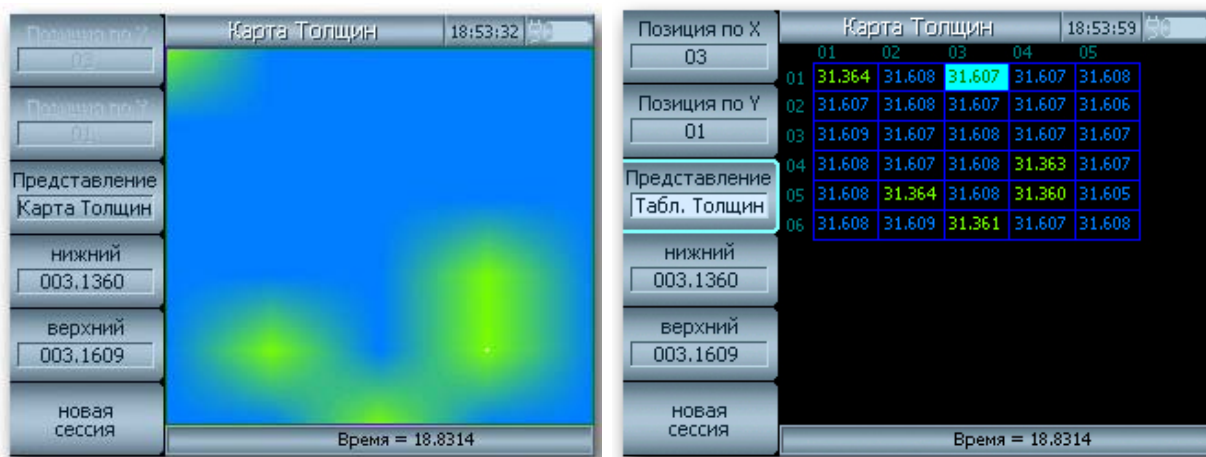 Позиция по X
03
Позиция по Y
01
Представление
Карта Толщин
нижний
003.1360
верхний
003.1609
новая
сессия
Карта Толщин 18:53:32
Время = 18.8314
Позиция по X
03
Позиция по Y
01
Представление
Табл. Толщин
нижний
003.1360
верхний
003.1609
новая
сессия
Карта Толщин 18:53:59
01 02 03 04 05
01 31.364 31.608 31.607 31.607 31.608
02 31.607 31.608 31.607 31.607 31.606
03 31.609 31.607 31.608 31.607 31.607
04 31.608 31.607 31.608 31.363 31.607
05 31.608 31.364 31.608 31.360 31.605
06 31.608 31.609 31.361 31.607 31.608
Время = 18.8314